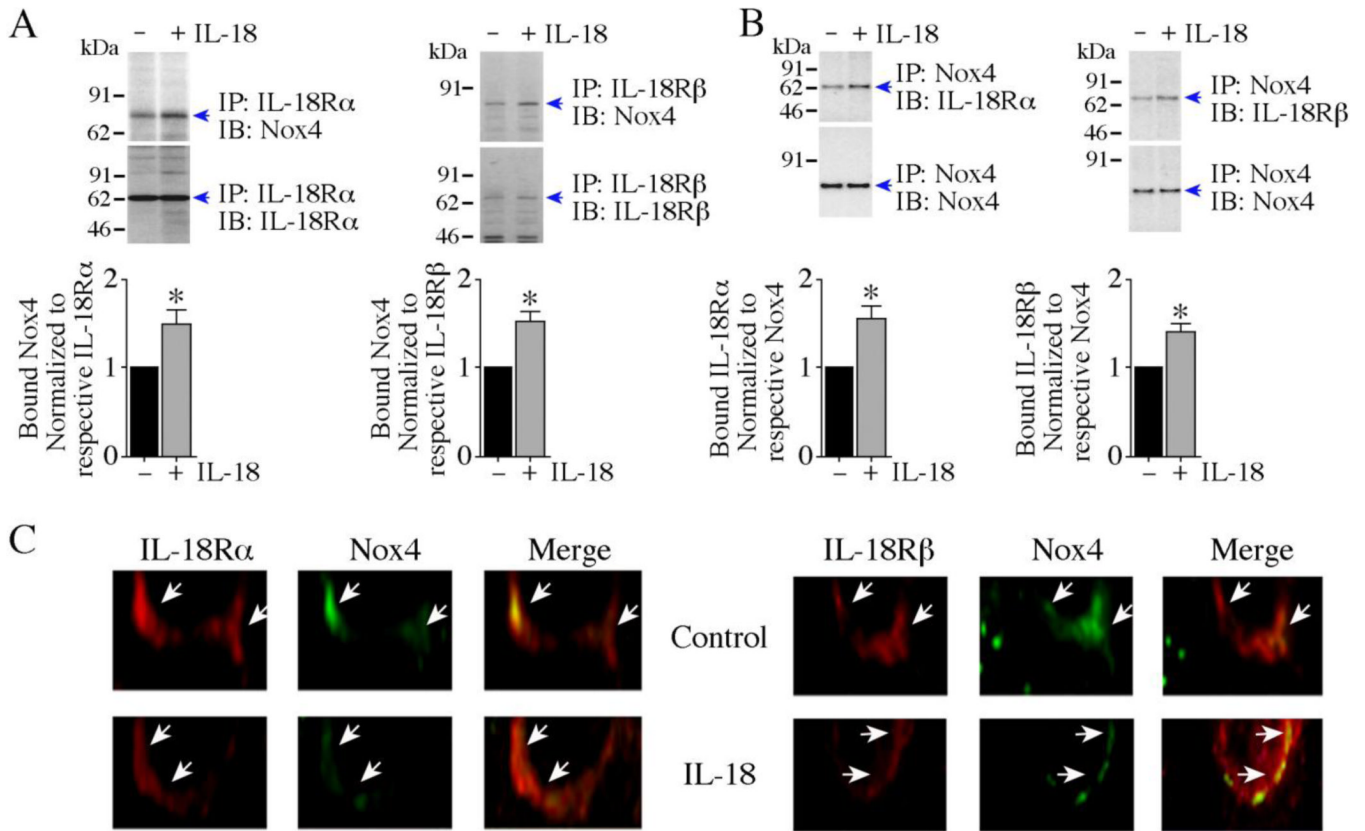 A
− + IL-18
kDa
91
62
IP: IL-18Rα
IB: Nox4
91
62
46
IP: IL-18Rα
IB: IL-18Rα
− + IL-18
kDa
91
IP: IL-18Rβ
IB: Nox4
91
62
46
IP: IL-18Rβ
IB: IL-18Rβ
B
− + IL-18
kDa
91
62
46
IP: Nox4
IB: IL-18Rα
91
IP: Nox4
IB: Nox4
− + IL-18
kDa
91
62
46
IP: Nox4
IB: IL-18Rβ
91
IP: Nox4
IB: Nox4
Bound Nox4
Normalized to
respective IL-18Rα
2
1
0
*
− + IL-18
Bound Nox4
Normalized to
respective IL-18Rβ
2
1
0
*
− + IL-18
Bound IL-18Rα
Normalized to
respective Nox4
2
1
0
*
− + IL-18
Bound IL-18Rβ
Normalized to
respective Nox4
2
1
0
*
− + IL-18
C
IL-18Rα Nox4 Merge
IL-18Rβ Nox4 Merge
Control
IL-18